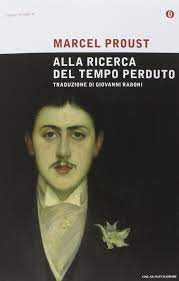 MARCEL PROUST
ALLA RICERCA
DEL TEMPO PERDUTO
TRADUZIONE DI GIOVANNI RABONI
OSCAR MONDADORI